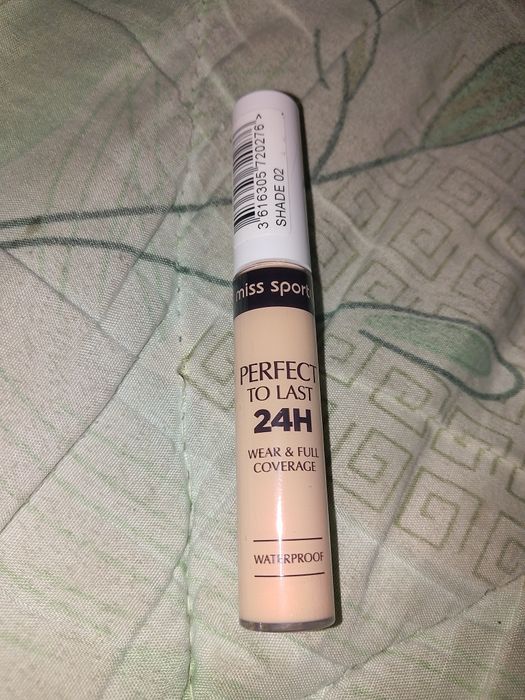 3 616305 720276 >
SHADE 02
miss sport
PERFECT
TO LAST
24H
WEAR & FULL
COVERAGE
WATERPROOF